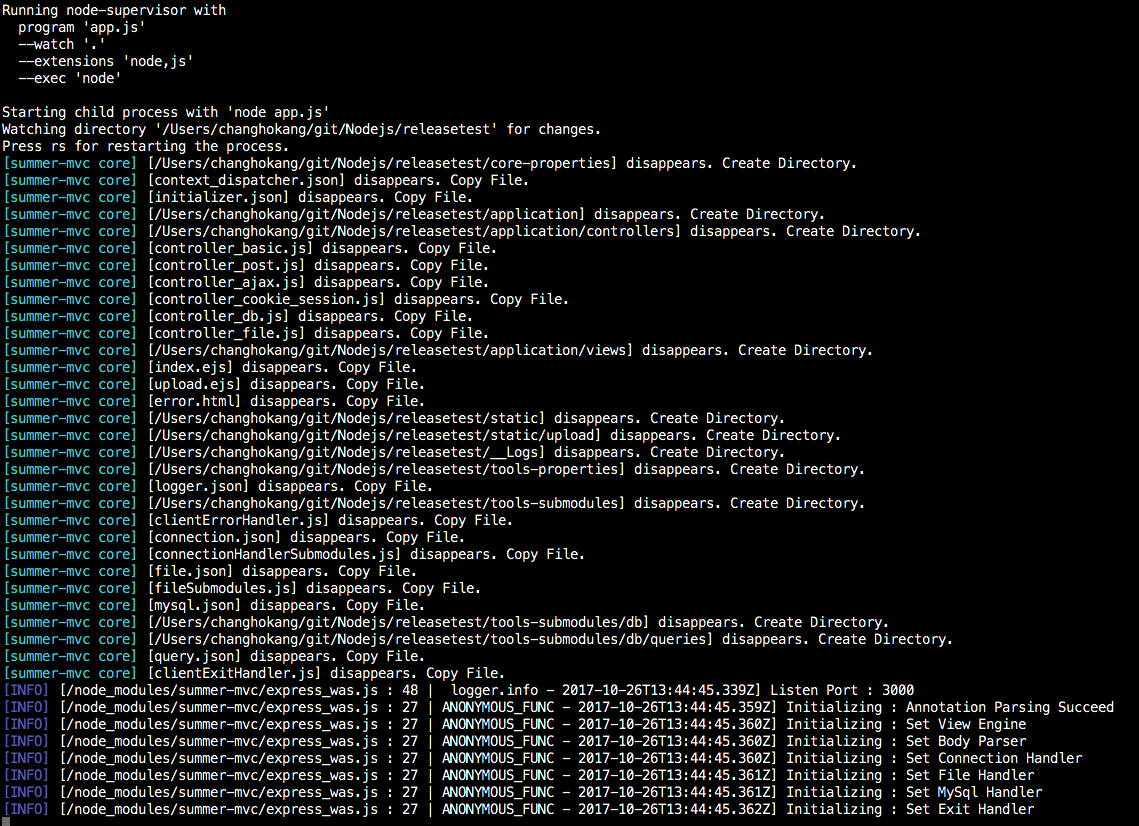 Running node-supervisor with
  program 'app.js'
  --watch '.'
  --extensions 'node,js'
  --exec 'node'

Starting child process with 'node app.js'
Watching directory '/Users/changhokang/git/Nodejs/releasetest' for changes.
Press rs for restarting the process.
[summer-mvc core] [/Users/changhokang/git/Nodejs/releasetest/core-properties] disappears. Create Directory.
[summer-mvc core] [context_dispatcher.json] disappears. Copy File.
[summer-mvc core] [initializer.json] disappears. Copy File.
[summer-mvc core] [/Users/changhokang/git/Nodejs/releasetest/application] disappears. Create Directory.
[summer-mvc core] [/Users/changhokang/git/Nodejs/releasetest/application/controllers] disappears. Create Directory.
[summer-mvc core] [controller_basic.js] disappears. Copy File.
[summer-mvc core] [controller_post.js] disappears. Copy File.
[summer-mvc core] [controller_ajax.js] disappears. Copy File.
[summer-mvc core] [controller_cookie_session.js] disappears. Copy File.
[summer-mvc core] [controller_db.js] disappears. Copy File.
[summer-mvc core] [controller_file.js] disappears. Copy File.
[summer-mvc core] [/Users/changhokang/git/Nodejs/releasetest/application/views] disappears. Create Directory.
[summer-mvc core] [index.ejs] disappears. Copy File.
[summer-mvc core] [upload.ejs] disappears. Copy File.
[summer-mvc core] [error.html] disappears. Copy File.
[summer-mvc core] [/Users/changhokang/git/Nodejs/releasetest/static] disappears. Create Directory.
[summer-mvc core] [/Users/changhokang/git/Nodejs/releasetest/static/upload] disappears. Create Directory.
[summer-mvc core] [/Users/changhokang/git/Nodejs/releasetest/__Logs] disappears. Create Directory.
[summer-mvc core] [/Users/changhokang/git/Nodejs/releasetest/tools-properties] disappears. Create Directory.
[summer-mvc core] [logger.json] disappears. Copy File.
[summer-mvc core] [/Users/changhokang/git/Nodejs/releasetest/tools-submodules] disappears. Create Directory.
[summer-mvc core] [clientErrorHandler.js] disappears. Copy File.
[summer-mvc core] [connection.json] disappears. Copy File.
[summer-mvc core] [connectionHandlerSubmodules.js] disappears. Copy File.
[summer-mvc core] [file.json] disappears. Copy File.
[summer-mvc core] [fileSubmodules.js] disappears. Copy File.
[summer-mvc core] [mysql.json] disappears. Copy File.
[summer-mvc core] [/Users/changhokang/git/Nodejs/releasetest/tools-submodules/db] disappears. Create Directory.
[summer-mvc core] [/Users/changhokang/git/Nodejs/releasetest/tools-submodules/db/queries] disappears. Create Directory.
[summer-mvc core] [query.json] disappears. Copy File.
[summer-mvc core] [clientExitHandler.js] disappears. Copy File.
[INFO] [/node_modules/summer-mvc/express_was.js : 48 |  logger.info - 2017-10-26T13:44:45.339Z] Listen Port : 3000
[INFO] [/node_modules/summer-mvc/express_was.js : 27 | ANONYMOUS_FUNC - 2017-10-26T13:44:45.359Z] Initializing : Annotation Parsing Succeed
[INFO] [/node_modules/summer-mvc/express_was.js : 27 | ANONYMOUS_FUNC - 2017-10-26T13:44:45.360Z] Initializing : Set View Engine
[INFO] [/node_modules/summer-mvc/express_was.js : 27 | ANONYMOUS_FUNC - 2017-10-26T13:44:45.360Z] Initializing : Set Body Parser
[INFO] [/node_modules/summer-mvc/express_was.js : 27 | ANONYMOUS_FUNC - 2017-10-26T13:44:45.360Z] Initializing : Set Connection Handler
[INFO] [/node_modules/summer-mvc/express_was.js : 27 | ANONYMOUS_FUNC - 2017-10-26T13:44:45.361Z] Initializing : Set File Handler
[INFO] [/node_modules/summer-mvc/express_was.js : 27 | ANONYMOUS_FUNC - 2017-10-26T13:44:45.361Z] Initializing : Set MySql Handler
[INFO] [/node_modules/summer-mvc/express_was.js : 27 | ANONYMOUS_FUNC - 2017-10-26T13:44:45.362Z] Initializing : Set Exit Handler